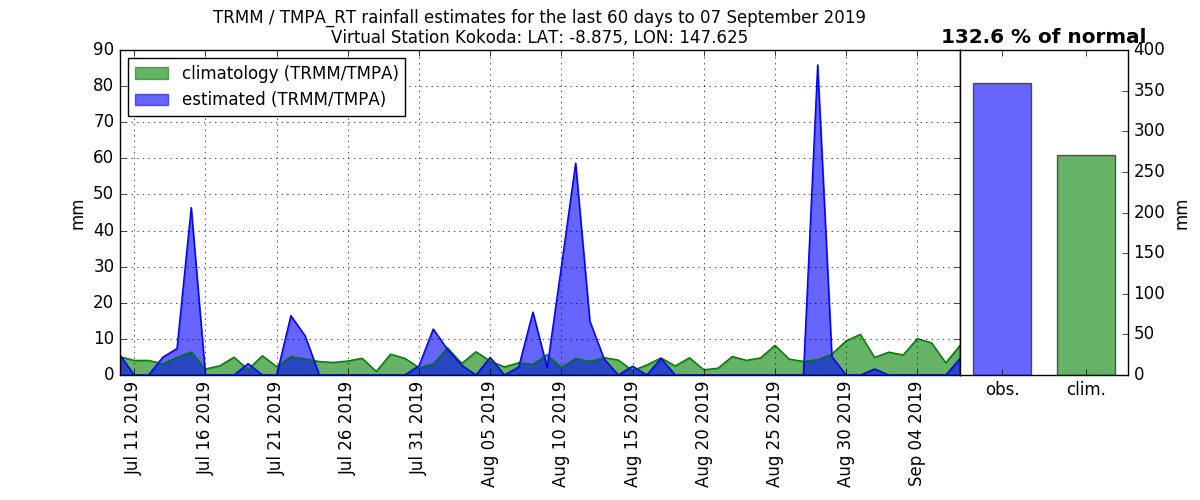 TRMM / TMPA_RT rainfall estimates for the last 60 days to 07 September 2019
Virtual Station Kokoda: LAT: -8.875, LON: 147.625
132.6 % of normal
climatology (TRMM/TMPA)
estimated (TRMM/TMPA)
90
80
70
60
50
40
30
20
10
0
mm
400
350
300
250
200
150
100
50
0
mm
Jul 11 2019
Jul 16 2019
Jul 21 2019
Jul 26 2019
Jul 31 2019
Aug 05 2019
Aug 10 2019
Aug 15 2019
Aug 20 2019
Aug 25 2019
Aug 30 2019
Sep 04 2019
obs.
clim.